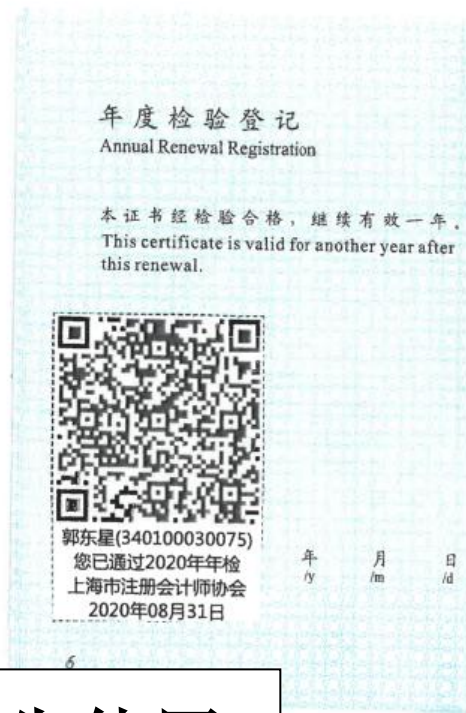 年度检验登记
Annual Renewal Registration
本证书经检验合格，继续有效一年。
This certificate is valid for another year after
this renewal.
郭东星(340100030075)
您已通过2020年年检
上海市注册会计师协会
2020年08月31日
年 月 日
/y /m /d
6